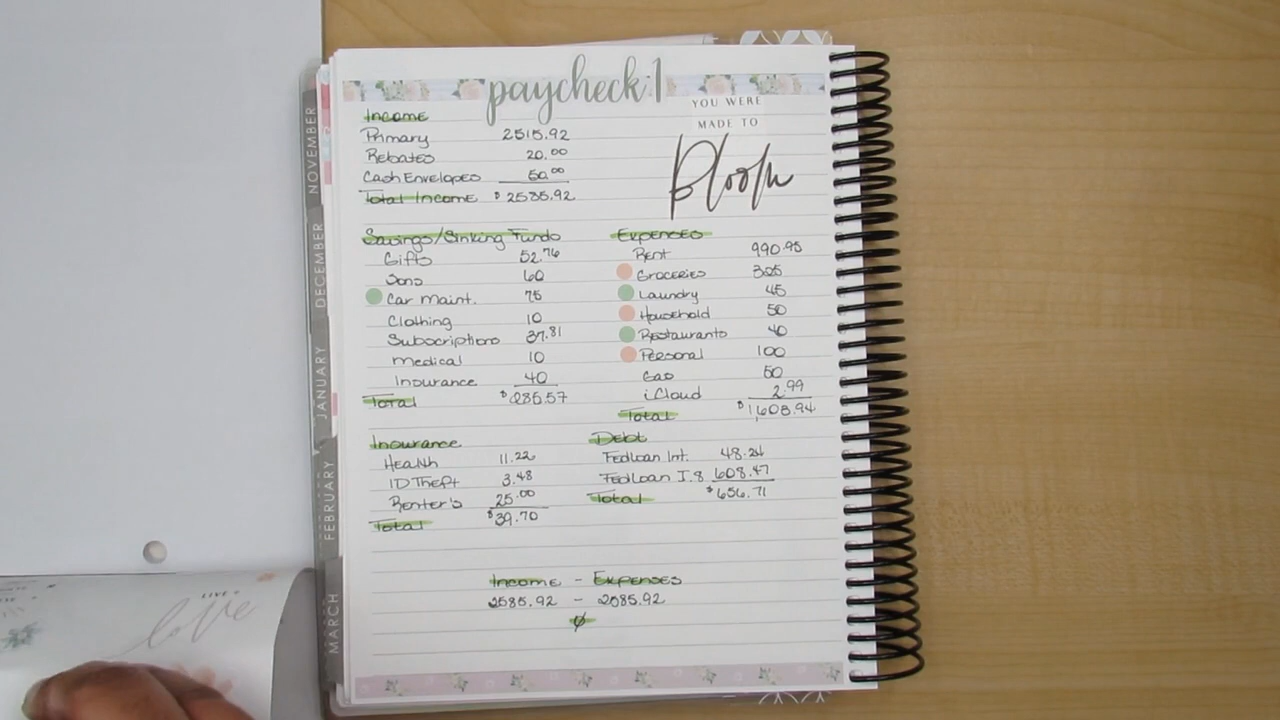 paycheck 1
YOU WERE
MADE TO
bloom
Income
Primary 2515.92
Rebates 20.00
Cash Envelopes 50.00
Total Income $2585.92
Savings/Sinking Funds
Gifts 52.76
Sons 60
Car Maint. 75
Clothing 10
Subscriptions 37.81
Medical 10
Insurance 40
Total $285.57
Expenses
Rent 990.95
Groceries 325
Laundry 45
Household 50
Restaurants 40
Personal 100
Gas 50
iCloud 2.99
Total $1,603.94
Insurance
Health 11.22
ID Theft 3.48
Renter's 25.00
Total $39.70
Debt
FedLoan Int. 48.24
FedLoan 1.8 608.47
Total $656.71
Income - Expenses
2585.92 - 2585.92
NOVEMBER
DECEMBER
JANUARY
FEBRUARY
MARCH
LIVE
love